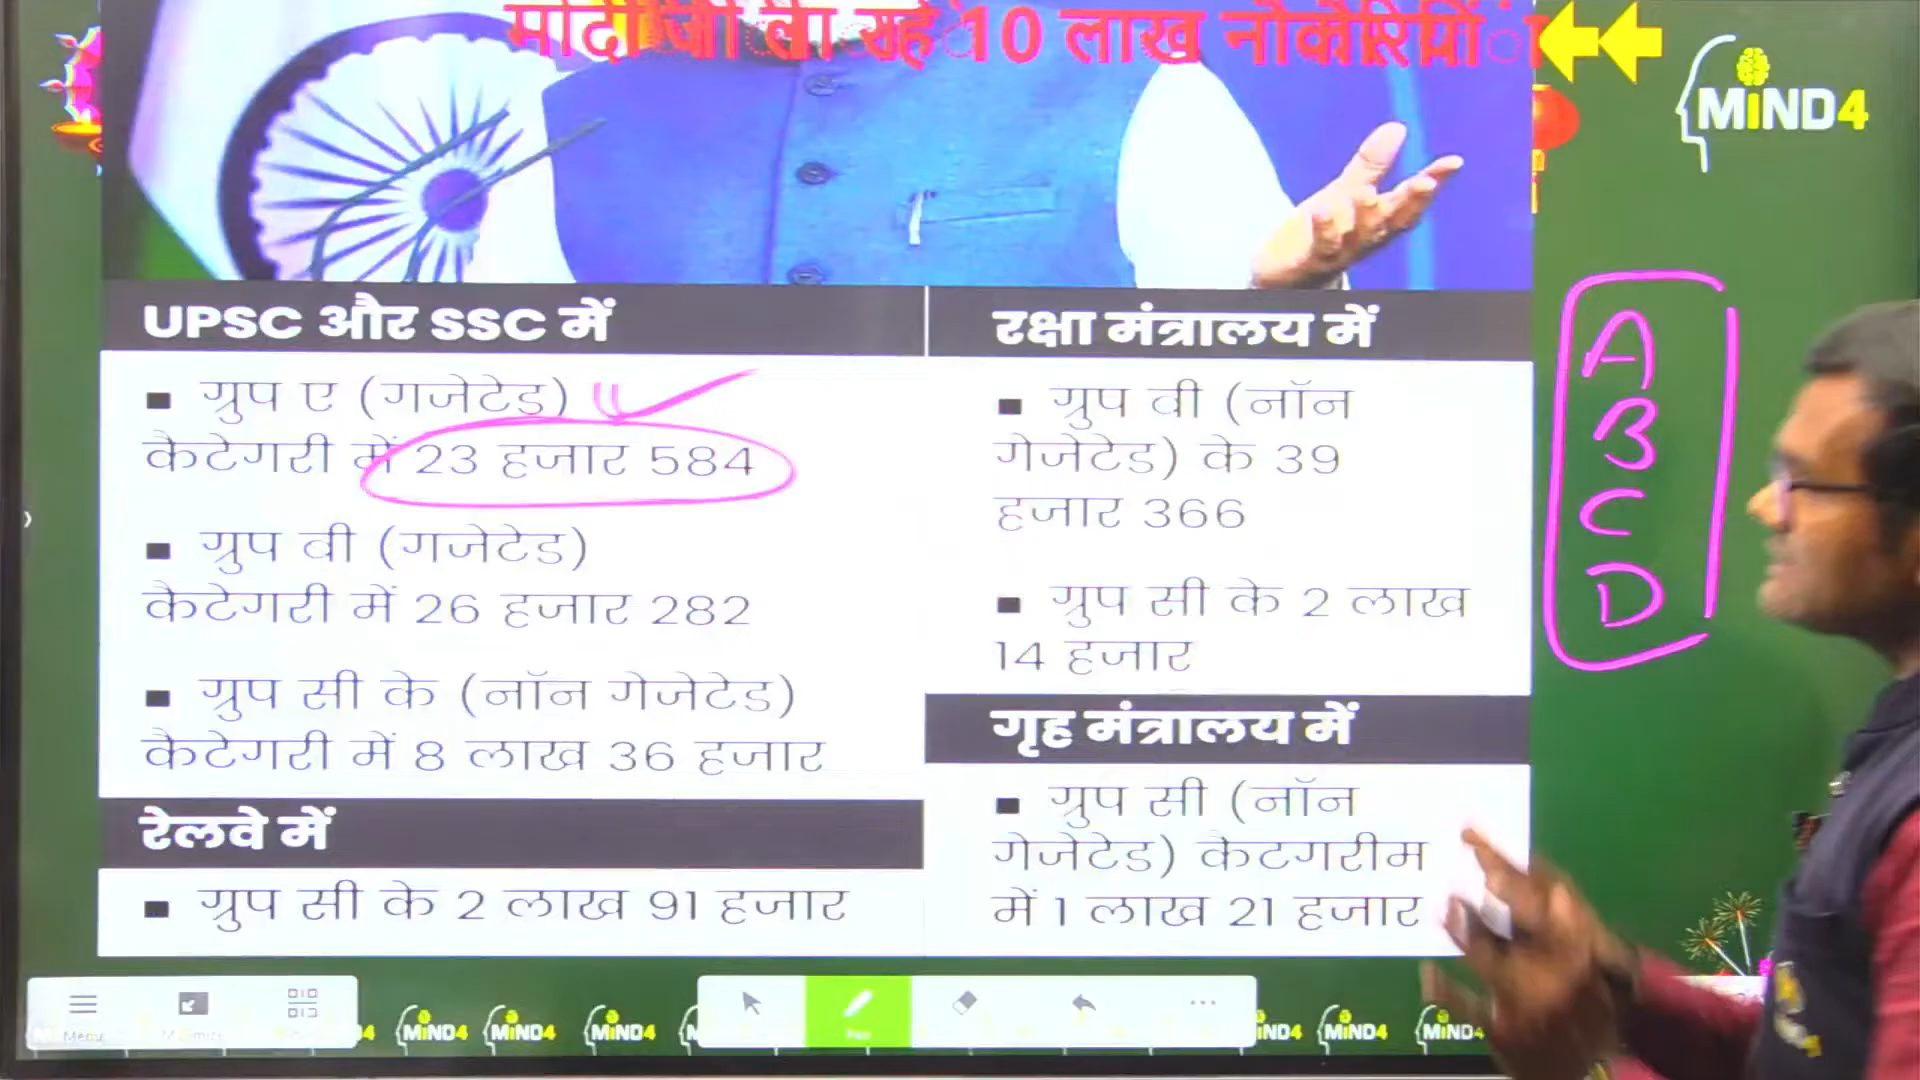 10 लाख
MiND4
UPSC और SSC में
ग्रुप ए (गजेटेड)
कैटेगरी में 23 हजार 584
ग्रुप वी (गजेटेड)
कैटेगरी में 26 हजार 282
ग्रुप सी के (नॉन गेजेटेड)
कैटेगरी में 8 लाख 36 हजार
रेलवे में
ग्रुप सी के 2 लाख 91 हजार
रक्षा मंत्रालय में
ग्रुप वी (नॉन
गेजेटेड) के 39
हजार 366
ग्रुप सी के 2 लाख
14 हजार
गृह मंत्रालय में
ग्रुप सी (नॉन
गेजेटेड) कैटगरीम
में 1 लाख 21 हजार
A
B
C
D
Menu
MiND4
MiND4
MiND4
MiND4
MiND4